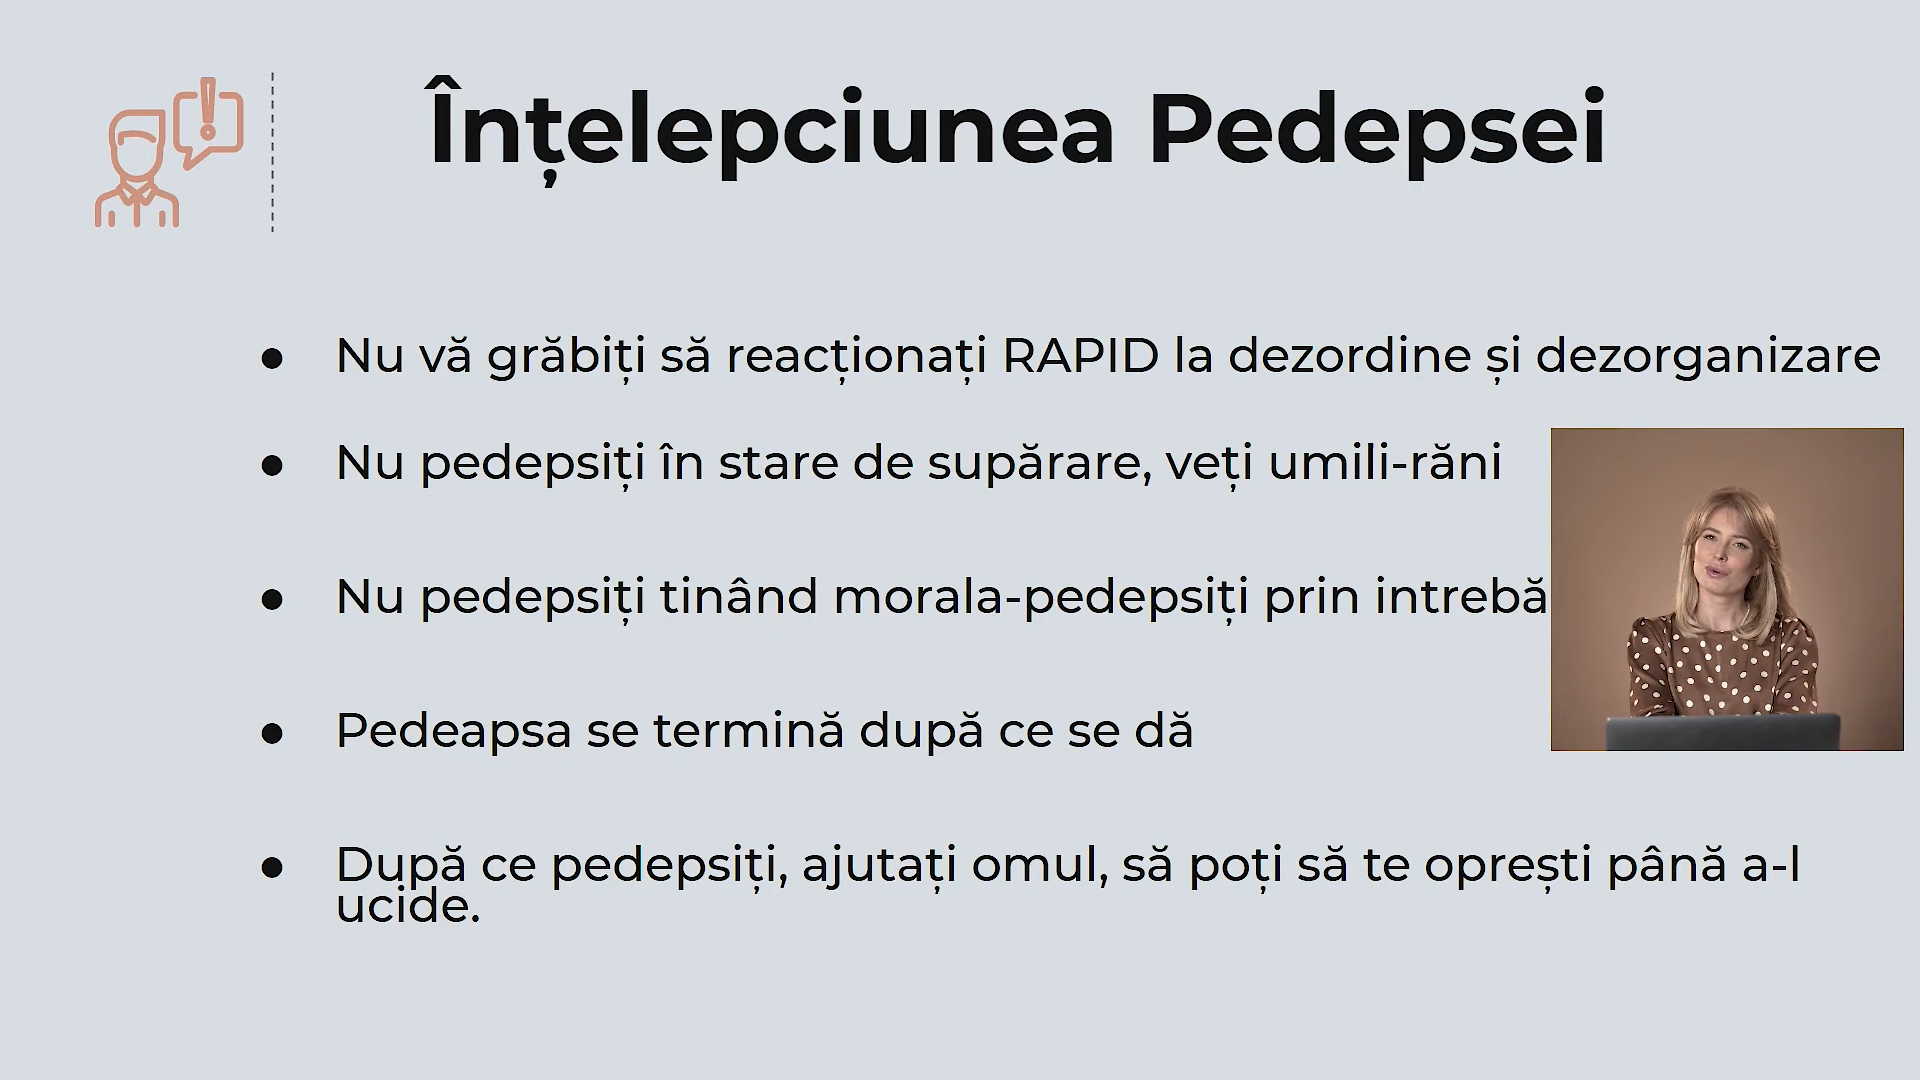 Înțelepciunea Pedepsei
● Nu vă grăbiți să reacționați RAPID la dezordine și dezorganizare
● Nu pedepsiți în stare de supărare, veți umili-răni
● Nu pedepsiți tinând morala-pedepsiți prin intrebă
● Pedeapsa se termină după ce se dă
● După ce pedepsiți, ajutați omul, să poți să te oprești până a-l
ucide.